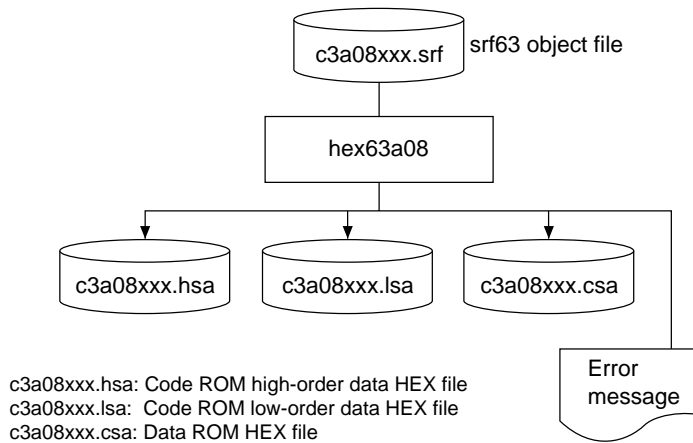 c3a08xxx.srf
srf63 object file
hex63a08
c3a08xxx.hsa
c3a08xxx.lsa
c3a08xxx.csa
Error
message
c3a08xxx.hsa: Code ROM high-order data HEX file
c3a08xxx.lsa: Code ROM low-order data HEX file
c3a08xxx.csa: Data ROM HEX file